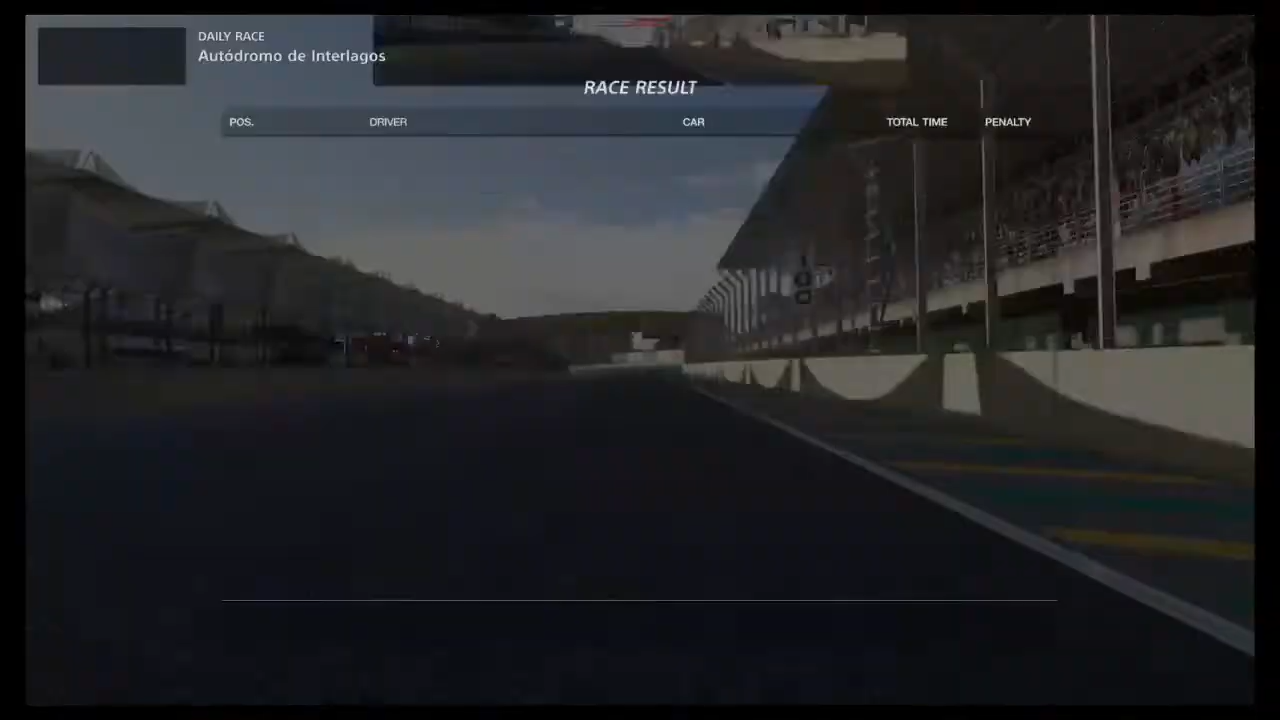 DAILY RACE
Autódromo de Interlagos
RACE RESULT
POS. DRIVER CAR TOTAL TIME PENALTY